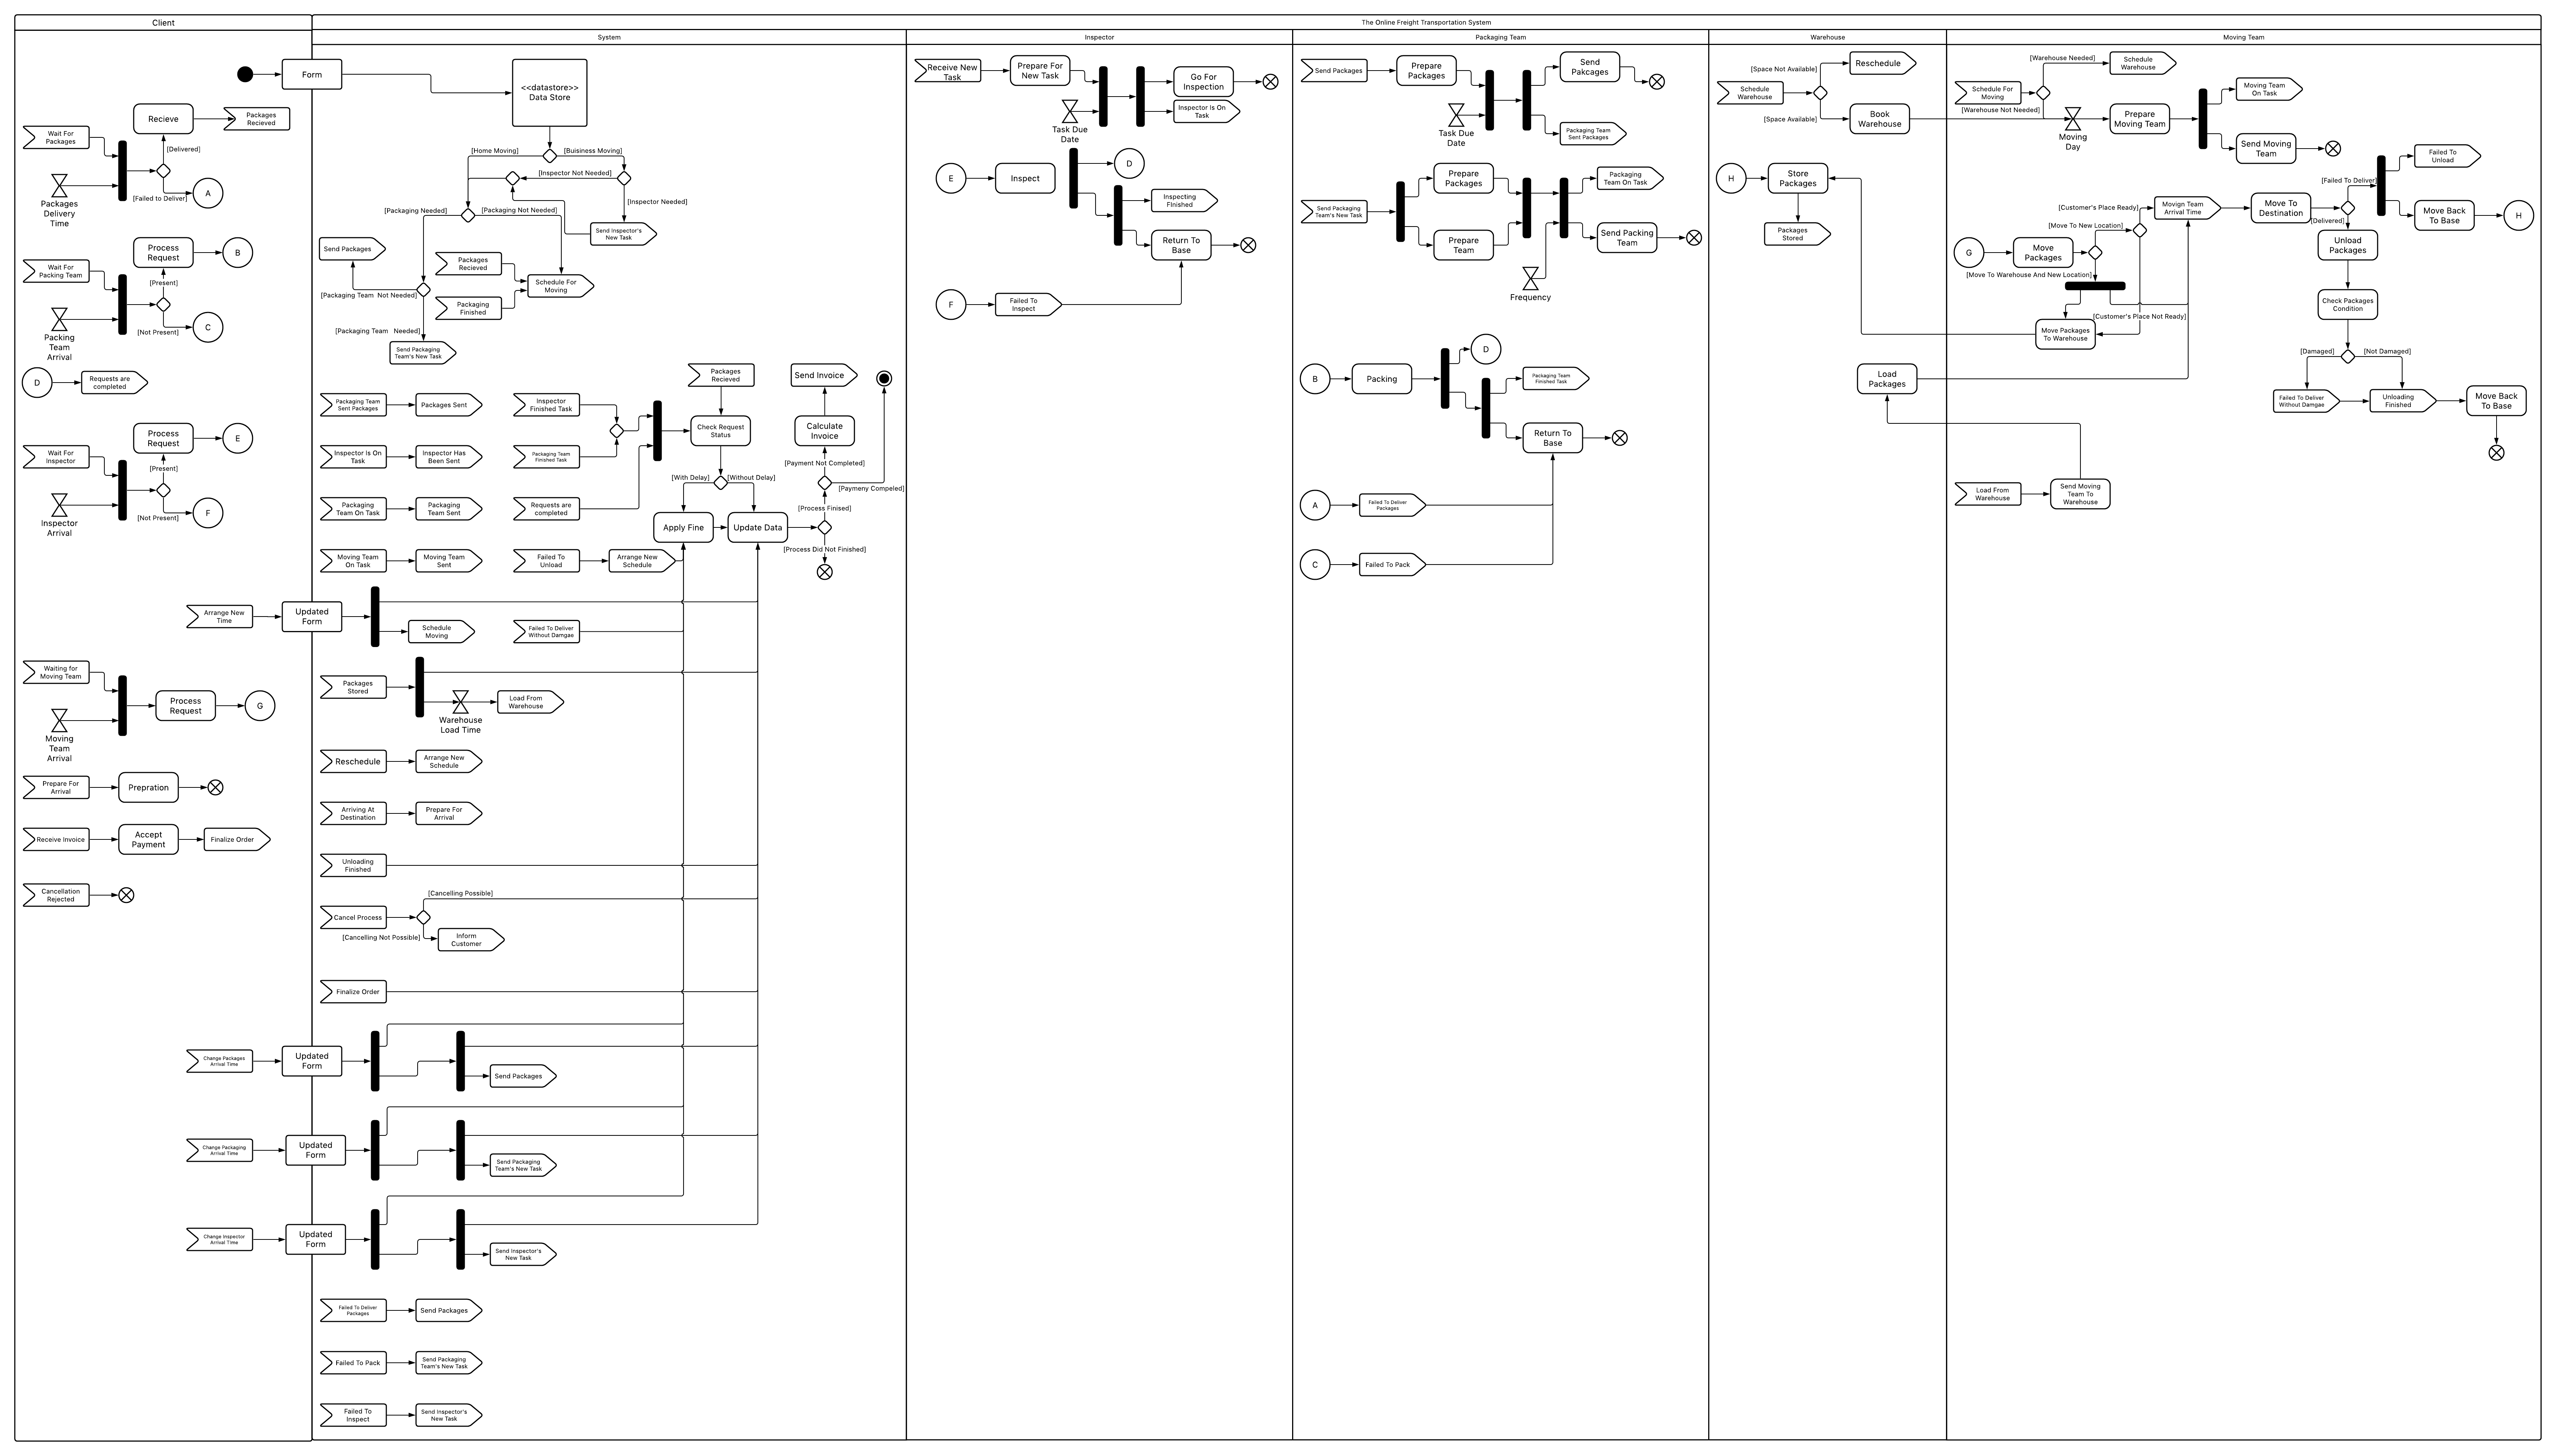 Client
The Online Freight Transportation System
System
Inspector
Packaging Team
Warehouse
Moving Team
Form
Recieve
Packages
Recieved
Wait For
Packages
[Delivered]
A
[Failed to Deliver]
Packages
Delivery
Time
Process
Request
B
Wait For
Packing Team
[Present]
C
[Not Present]
Packing
Team
Arrival
D
Requests are
completed
Process
Request
E
Wait For
Inspector
[Present]
F
[Not Present]
Inspector
Arrival
Arrange New
Time
Updated
Form
Waiting for
Moving Team
Process
Request
G
Moving
Team
Arrival
Prepare For
Arrival
Prepration
Receive Invoice
Accept
Payment
Finalize Order
Cancellation
Rejected
Change Packages
Arrival Time
Updated
Form
Change Packaging
Arrival Time
Updated
Form
Change Inspector
Arrival Time
Updated
Form
<<datastore>>
Data Store
[Home Moving]
[Buisiness Moving]
[Inspector Not Needed]
[Inspector Needed]
[Packaging Needed]
[Packaging Not Needed]
Send Inspector's
New Task
Send Packages
Packages
Recieved
Schedule For
Moving
[Packaging Team  Not Needed]
Packaging
Finished
[Packaging Team   Needed]
Send Packaging
Team's New Task
Packages
Recieved
Send Invoice
Packaging Team
Sent Packages
Packages Sent
Inspector
Finished Task
Check Request
Status
Calculate
Invoice
Inspector Is On
Task
Inspector Has
Been Sent
Packaging Team
Finished Task
[Payment Not Completed]
[With Delay]
[Without Delay]
[Paymeny Compeled]
Packaging
Team On Task
Packaging
Team Sent
Requests are
completed
[Process Finised]
Apply Fine
Update Data
[Process Did Not Finished]
Moving Team
On Task
Moving Team
Sent
Failed To
Unload
Arrange New
Schedule
Schedule
Moving
Failed To Deliver
Without Damgae
Packages
Stored
Load From
Warehouse
Warehouse
Load Time
Reschedule
Arrange New
Schedule
Arriving At
Destination
Prepare For
Arrival
Unloading
Finished
[Cancelling Possible]
Cancel Process
[Cancelling Not Possible]
Inform
Customer
Finalize Order
Send Packages
Send Packaging
Team's New Task
Send Inspector's
New Task
Failed To Deliver
Packages
Send Packages
Failed To Pack
Send Packaging
Team's New Task
Failed To
Inspect
Send Inspector's
New Task
Receive New
Task
Prepare For
New Task
Go For
Inspection
Inspector Is On
Task
Task Due
Date
E
Inspect
D
Inspecting
FInished
Return To
Base
F
Failed To
Inspect
Send Packages
Prepare
Packages
Send
Pakcages
Task Due
Date
Packaging Team
Sent Packages
Prepare
Packages
Packaging
Team On Task
Send Packaging
Team's New Task
Prepare
Team
Send Packing
Team
Frequency
D
B
Packing
Packaging Team
Finished Task
Return To
Base
A
Failed To Deliver
Packages
C
Failed To Pack
[Space Not Available]
Reschedule
Schedule
Warehouse
[Space Available]
Book
Warehouse
H
Store
Packages
Packages
Stored
Load
Packages
[Warehouse Needed]
Schedule
Warehouse
Schedule For
Moving
[Warehouse Not Needed]
Moving
Day
Prepare
Moving Team
Moving Team
On Task
Send Moving
Team
Failed To
Unload
[Failed To Deliver]
[Customer's Place Ready]
Movign Team
Arrival Time
Move To
Destination
Move Back
To Base
H
[Delivered]
[Move To New Location]
G
Move
Packages
Unload
Packages
[Move To Warehouse And New Location]
[Customer's Place Not Ready]
Move Packages
To Warehouse
Check Packages
Condition
[Damaged]
[Not Damaged]
Failed To Deliver
Without Damgae
Unloading
Finished
Move Back
To Base
Load From
Warehouse
Send Moving
Team To
Warehouse